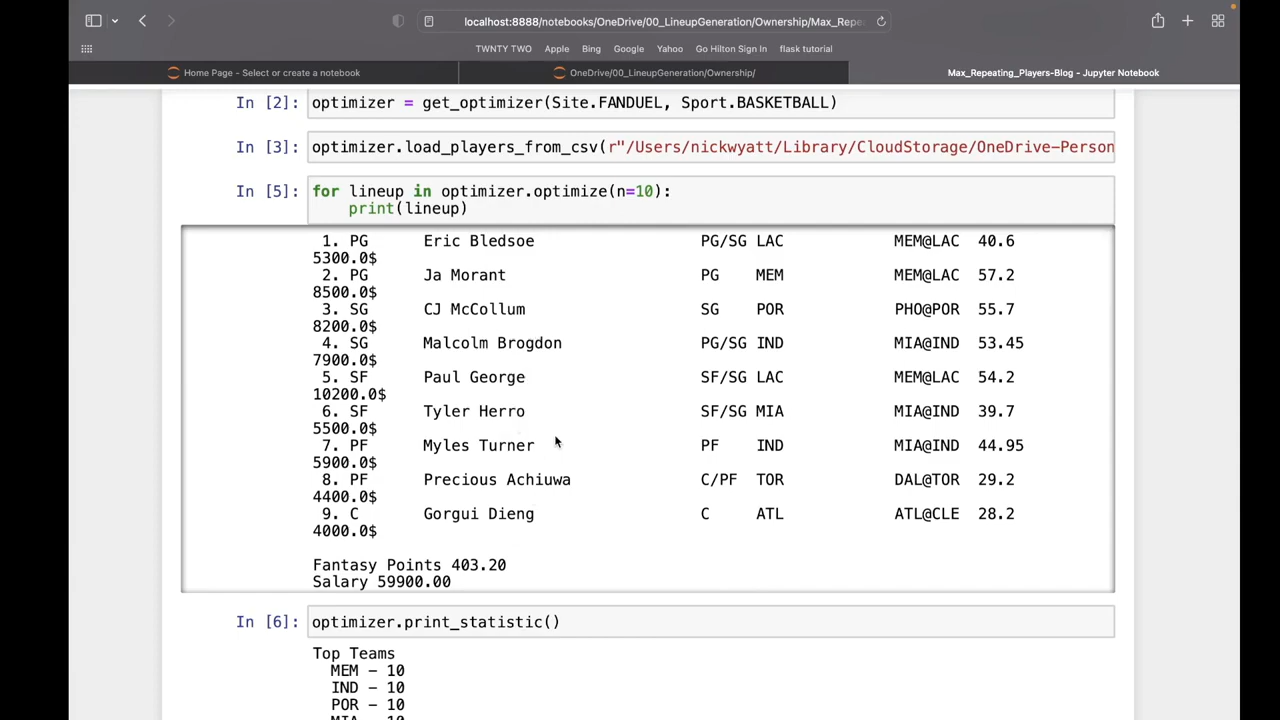 localhost:8888/notebooks/OneDrive/00_LineupGeneration/Ownership/Max_Repea
TWNTY TWO Apple Bing Google Yahoo Go Hilton Sign In flask tutorial
Home Page - Select or create a notebook OneDrive/00_LineupGeneration/Ownership/ Max_Repeating_Players-Blog - Jupyter Notebook
In [2]: optimizer = get_optimizer(Site.FANDUEL, Sport.BASKETBALL)
In [3]: optimizer.load_players_from_csv(r"/Users/nickwyatt/Library/CloudStorage/OneDrive-Person
In [5]: for lineup in optimizer.optimize(n=10):
print(lineup)
1. PG Eric Bledsoe PG/SG LAC MEM@LAC 40.6
5300.0$
2. PG Ja Morant PG MEM MEM@LAC 57.2
8500.0$
3. SG CJ McCollum SG POR PHO@POR 55.7
8200.0$
4. SG Malcolm Brogdon PG/SG IND MIA@IND 53.45
7900.0$
5. SF Paul George SF/SG LAC MEM@LAC 54.2
10200.0$
6. SF Tyler Herro SF/SG MIA MIA@IND 39.7
5500.0$
7. PF Myles Turner PF IND MIA@IND 44.95
5900.0$
8. PF Precious Achiuwa C/PF TOR DAL@TOR 29.2
4400.0$
9. C Gorgui Dieng C ATL ATL@CLE 28.2
4000.0$
Fantasy Points 403.20
Salary 59900.00
In [6]: optimizer.print_statistic()
Top Teams
MEM - 10
IND - 10
POR - 10
MIA - 10